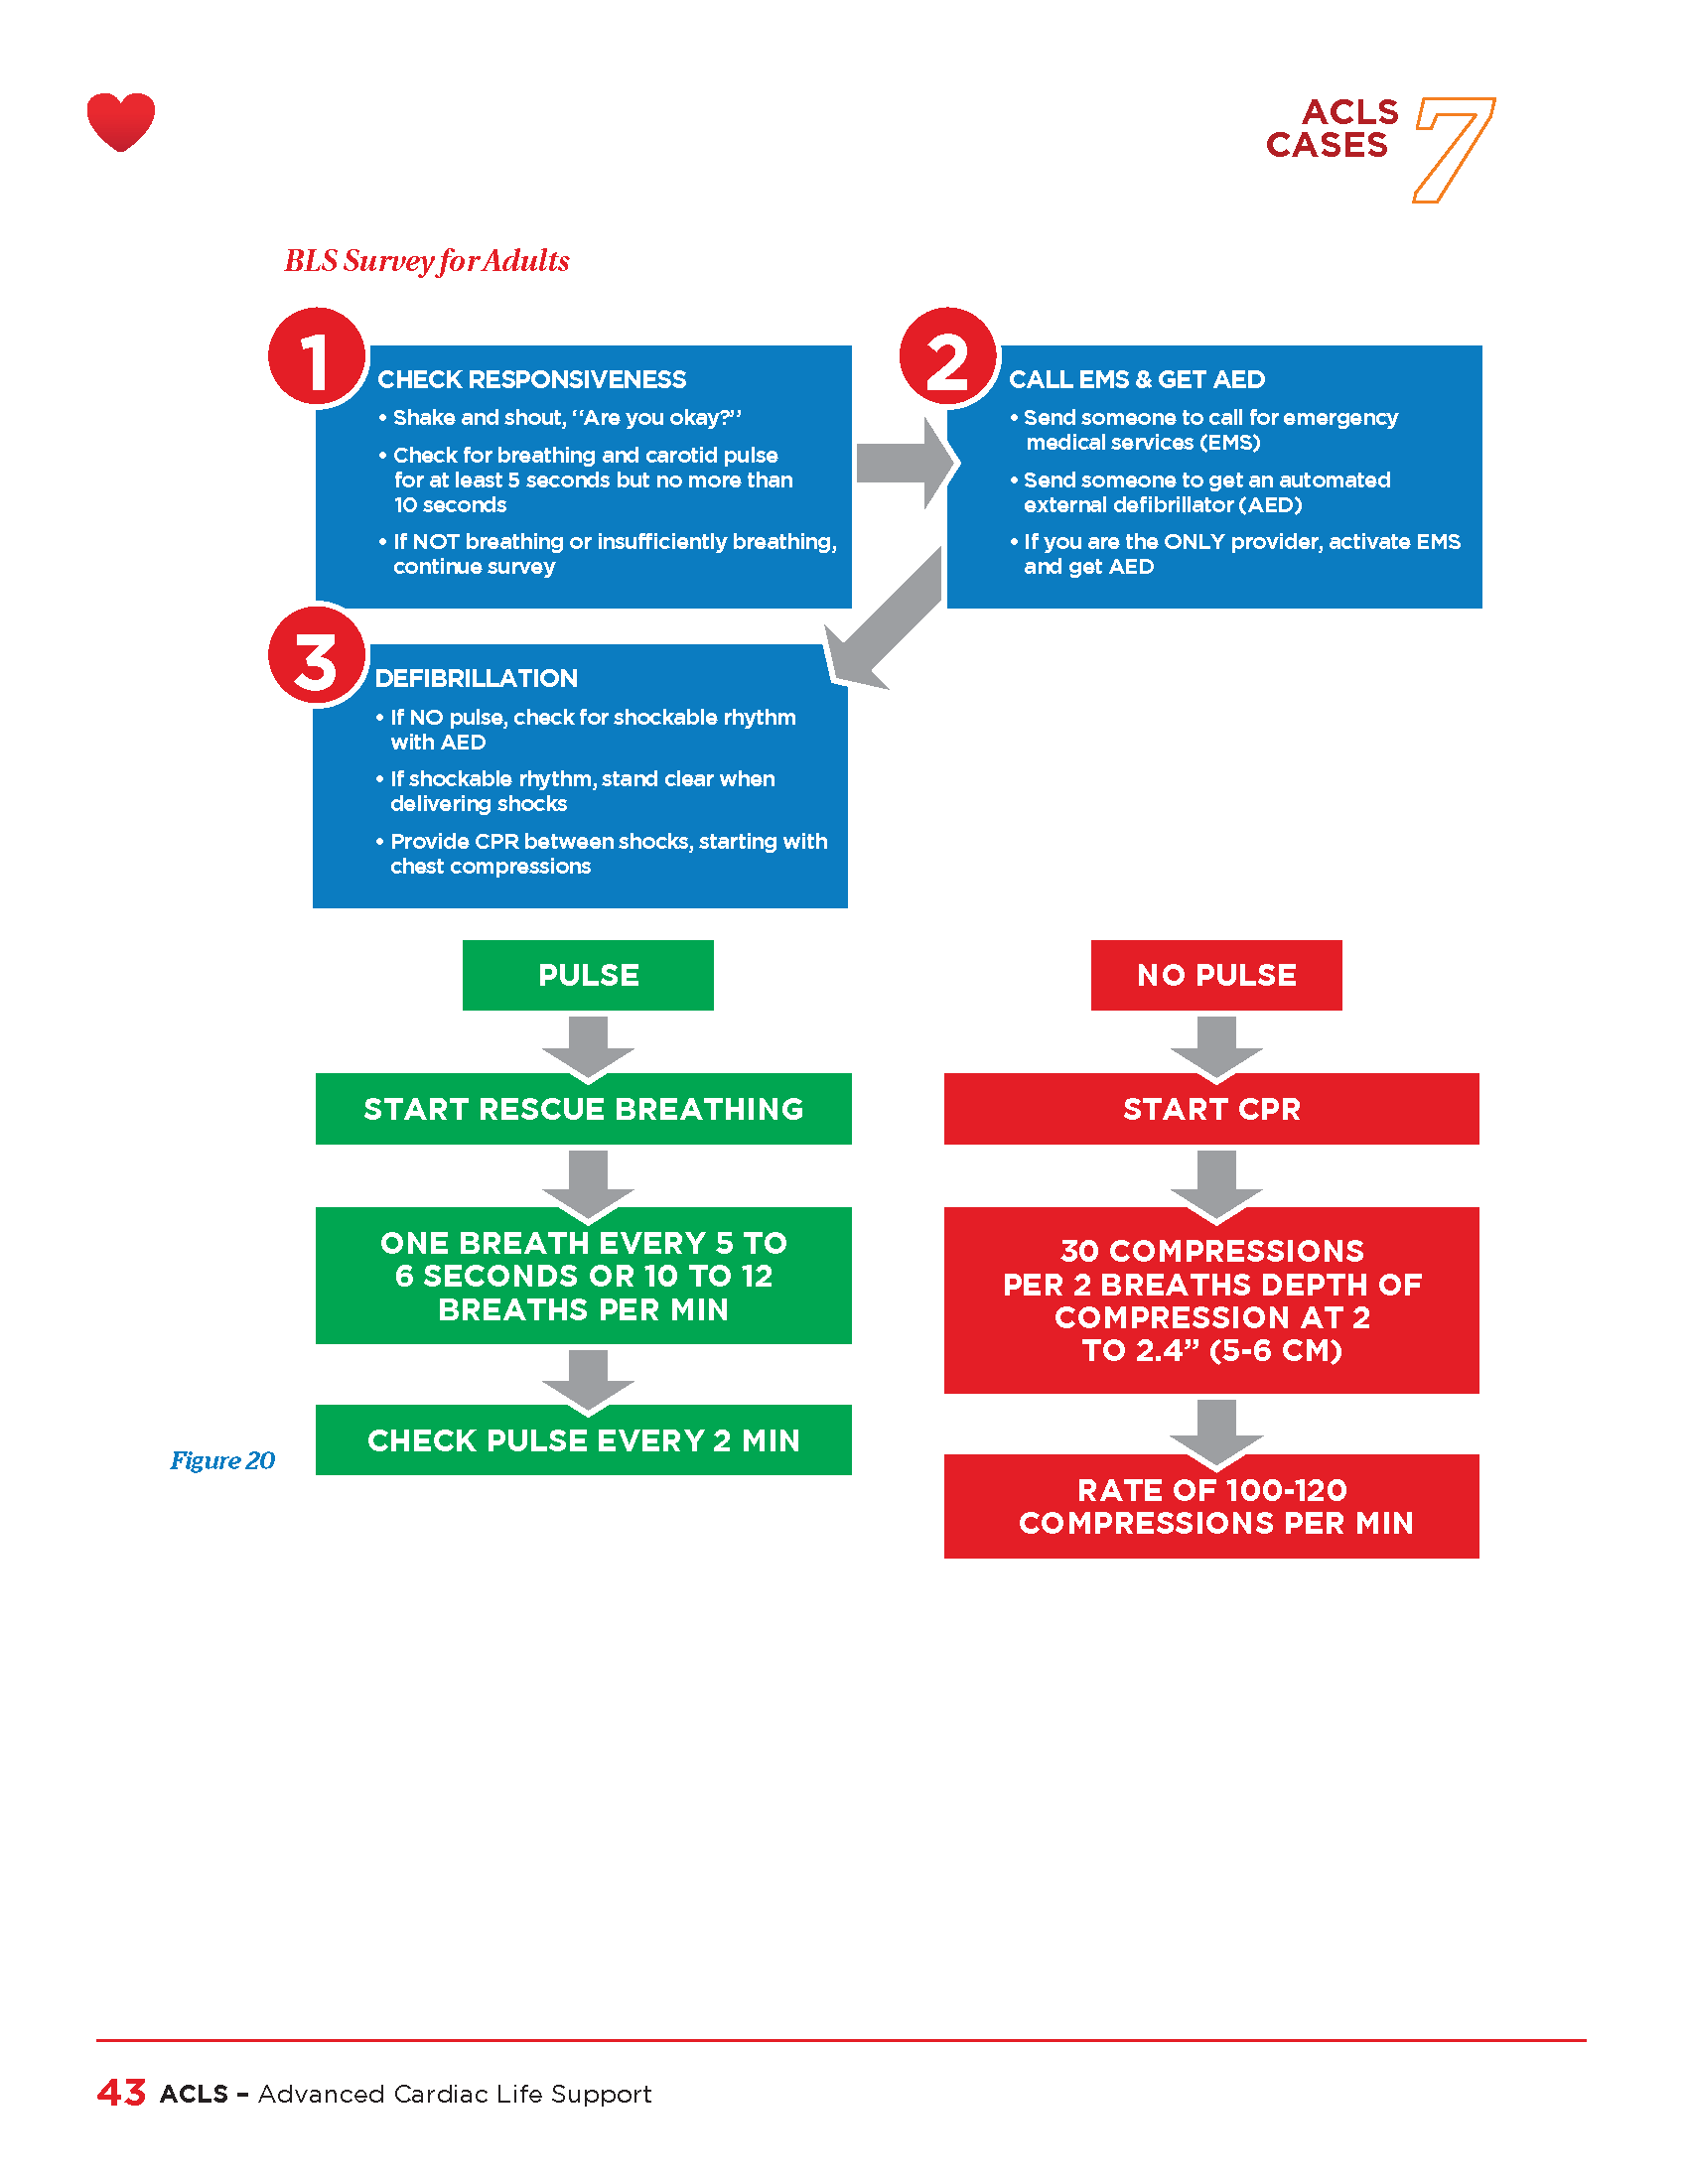 ACLS
CASES
7
BLS Survey for Adults
1
CHECK RESPONSIVENESS
• Shake and shout, ‘‘Are you okay?’’
• Check for breathing and carotid pulse
for at least 5 seconds but no more than
10 seconds
• If NOT breathing or insufficiently breathing,
continue survey
2
CALL EMS & GET AED
• Send someone to call for emergency
medical services (EMS)
• Send someone to get an automated
external defibrillator (AED)
• If you are the ONLY provider, activate EMS
and get AED
3
DEFIBRILLATION
• If NO pulse, check for shockable rhythm
with AED
• If shockable rhythm, stand clear when
delivering shocks
• Provide CPR between shocks, starting with
chest compressions
PULSE
START RESCUE BREATHING
ONE BREATH EVERY 5 TO
6 SECONDS OR 10 TO 12
BREATHS PER MIN
CHECK PULSE EVERY 2 MIN
NO PULSE
START CPR
30 COMPRESSIONS
PER 2 BREATHS DEPTH OF
COMPRESSION AT 2
TO 2.4” (5-6 CM)
RATE OF 100-120
COMPRESSIONS PER MIN
Figure 20
43 ACLS – Advanced Cardiac Life Support